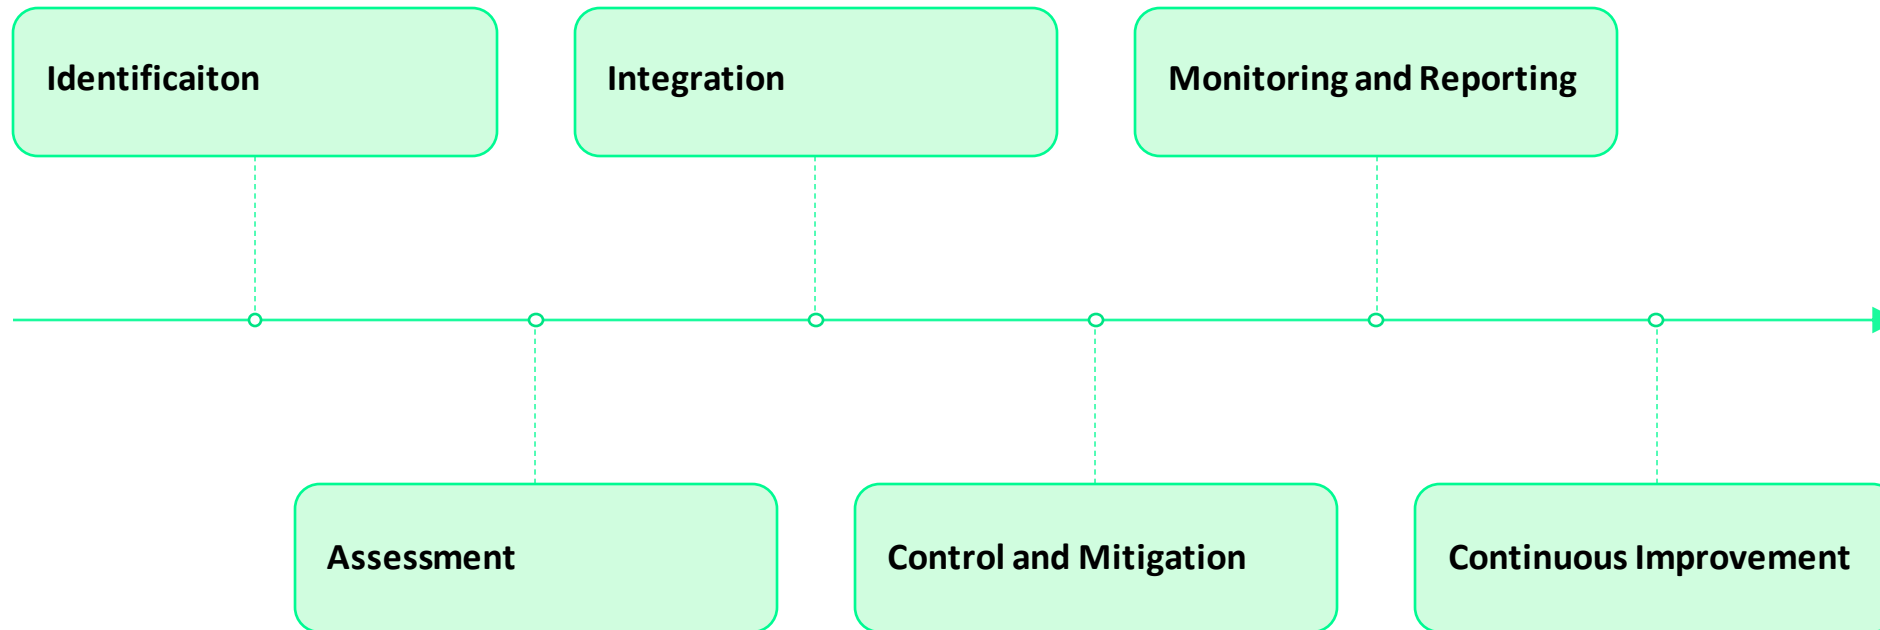 Identificaiton
Integration
Monitoring and Reporting
Assessment
Control and Mitigation
Continuous Improvement